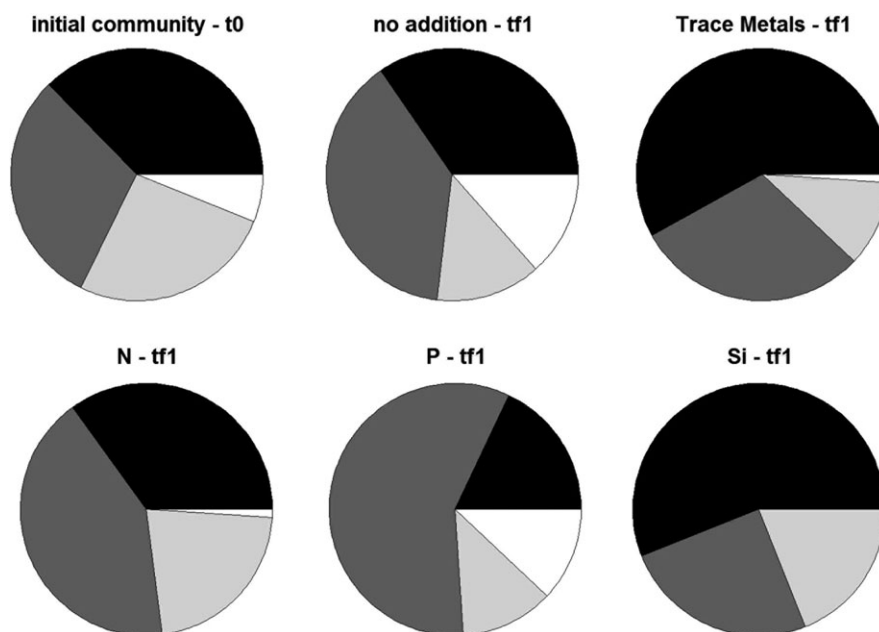 initial community - t0
no addition - tf1
Trace Metals - tf1
N - tf1
P - tf1
Si - tf1